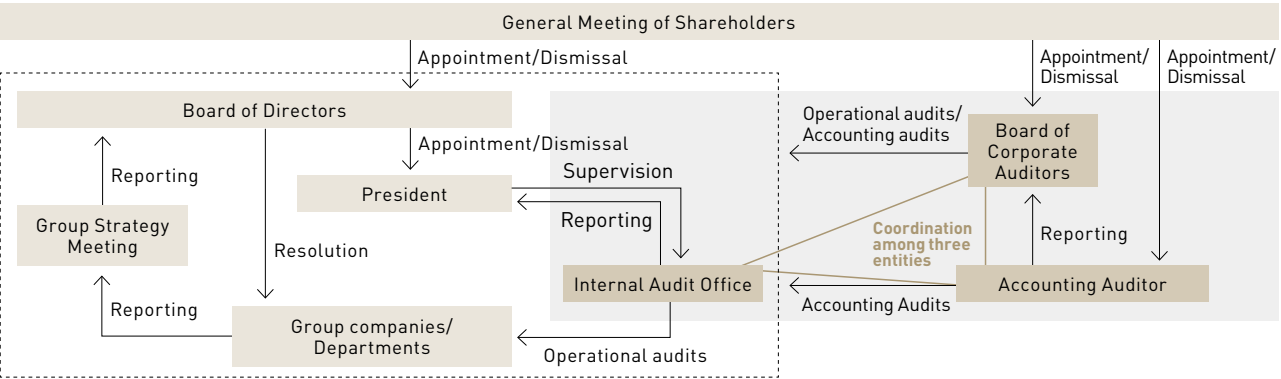 General Meeting of Shareholders
Appointment/Dismissal
Appointment/
Dismissal
Appointment/
Dismissal
Board of Directors
Operational audits/
Accounting audits
Board of
Corporate
Auditors
Appointment/Dismissal
Reporting
Supervision
President
Reporting
Group Strategy
Meeting
Coordination
among three
entities
Reporting
Resolution
Internal Audit Office
Accounting Auditor
Reporting
Accounting Audits
Group companies/
Departments
Operational audits